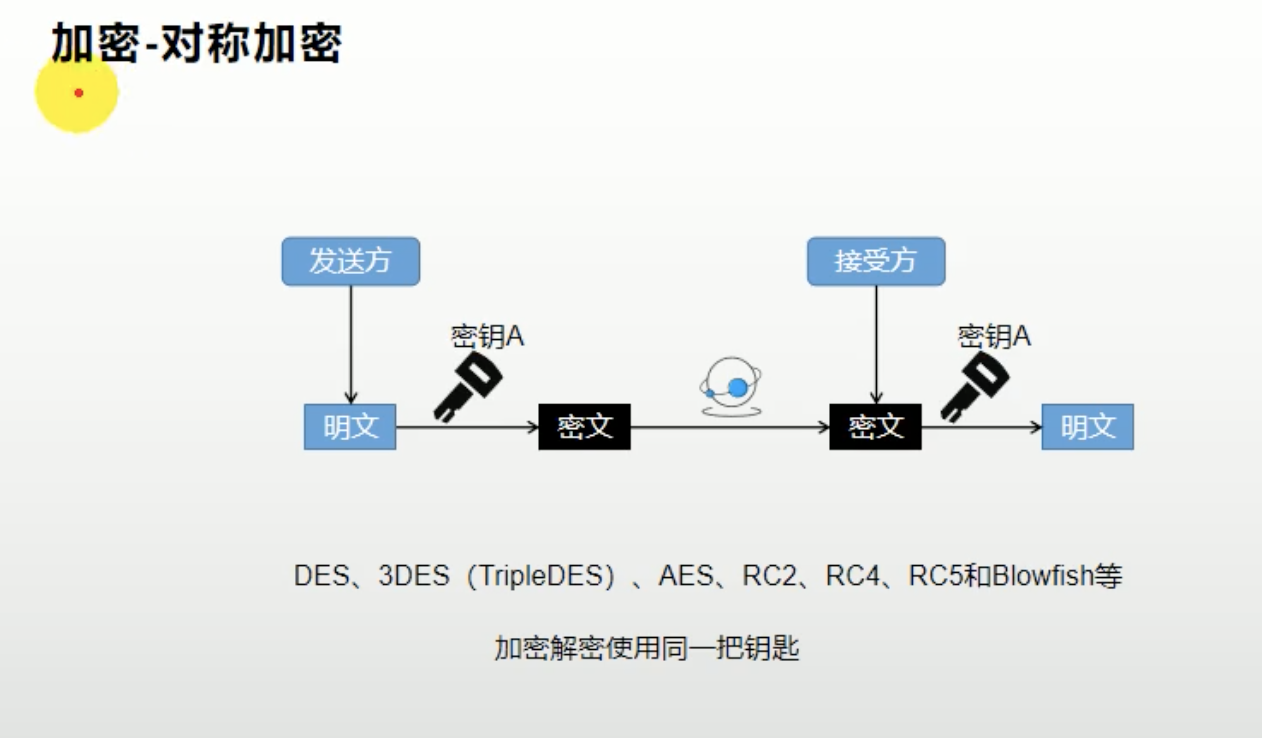 加密-对称加密
发送方
接受方
密钥A
密钥A
明文
密文
密文
明文
DES、3DES（TripleDES）、AES、RC2、RC4、RC5和Blowfish等
加密解密使用同一把钥匙